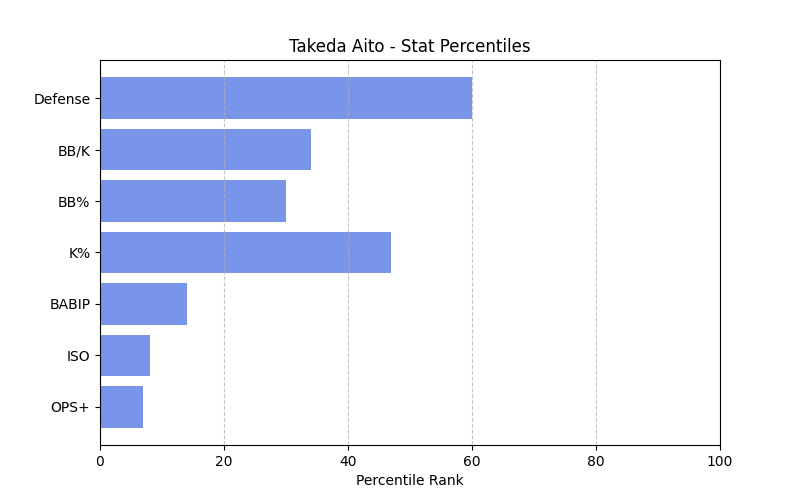 Takeda Aito - Stat Percentiles
Defense
BB/K
BB%
K%
BABIP
ISO
OPS+
0 20 40 60 80 100
Percentile Rank